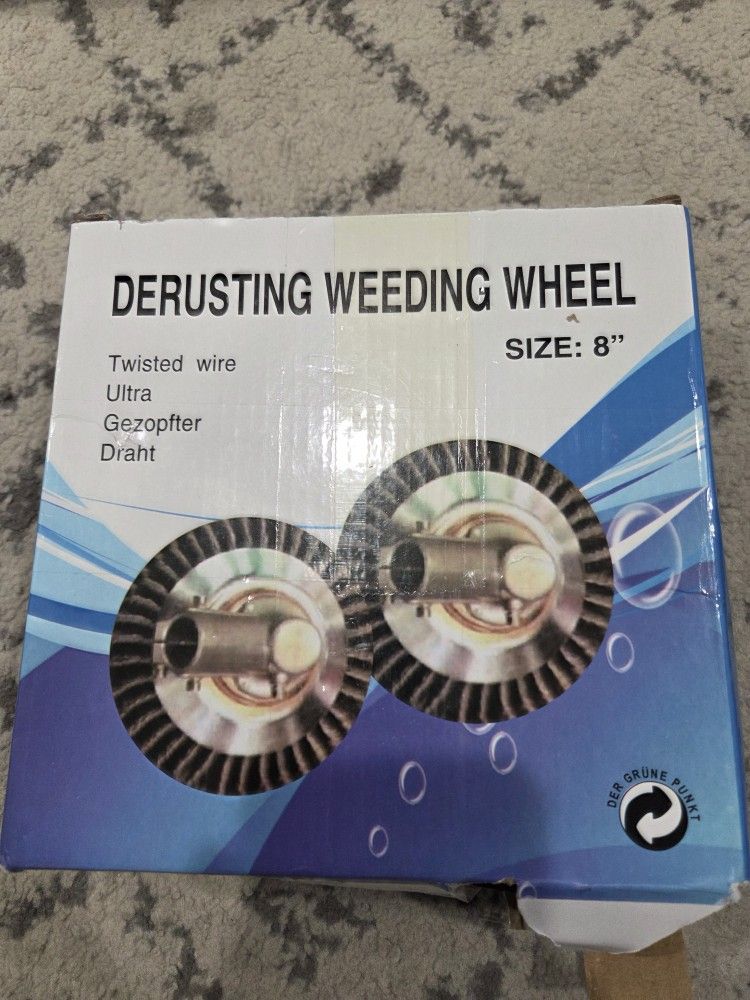 DERUSTING WEEDING WHEEL
SIZE: 8”
Twisted wire
Ultra
Gezopfter
Draht
DER GRÜNE PUNKT